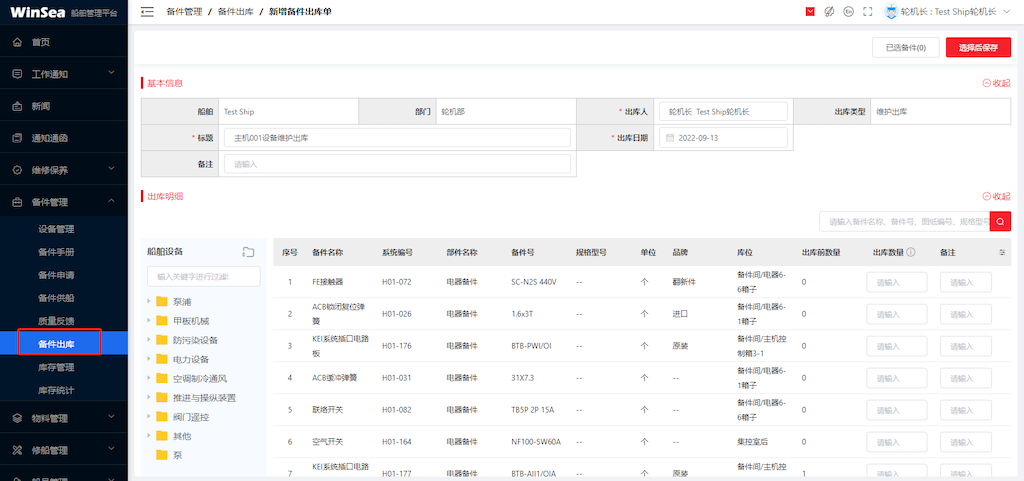 WinSea 船舶管理平台
备件管理 / 备件出库 / 新增备件出库单
En
轮机长 : Test Ship轮机长
首页
工作通知
新闻
通知通函
维修保养
备件管理
设备管理
备件手册
备件申请
备件供船
质量反馈
备件出库
库存管理
库存统计
物料管理
修船管理
已选备件(0) 选择后保存
基本信息 收起
船舶 Test Ship 部门 轮机部 * 出库人 轮机长 Test Ship轮机长 出库类型 维护出库
* 标题 主机001设备维护出库 * 出库日期 2022-09-13
备注 请输入
出库明细 收起
请输入备件名称、备件号、图纸编号、规格型号
船舶设备
输入关键字进行过滤!
泵浦
甲板机械
防污染设备
电力设备
空调制冷通风
推进与操纵装置
阀门遥控
其他
泵
序号 备件名称 系统编号 部件名称 备件号 规格型号 单位 品牌 库位 出库前数量 出库数量 备注
1 FE接触器 H01-072 电器备件 SC-N2S 440V -- 个 翻新件 备件间/电器6-6箱子 0 请输入 请输入
2 ACB锁闭复位弹簧 H01-026 电器备件 1.6x3T -- 个 进口 备件间/电器6-1箱子 0 请输入 请输入
3 KEI系统插口电路板 H01-176 电器备件 BTB-PWI/OI -- 个 原装 备件间/主机控制箱3-1 0 请输入 请输入
4 ACB缓冲弹簧 H01-031 电器备件 31X7.3 -- 个 -- 备件间/电器6-1箱子 0 请输入 请输入
5 联络开关 H01-082 电器备件 TB5P 2P 15A -- 个 -- 备件间/电器6-6箱子 0 请输入 请输入
6 空气开关 H01-164 电器备件 NF100-SW60A -- 个 -- 集控室后 0 请输入 请输入
7 KEI系统插口电路 H01-177 电器备件 BTB-AII1/OIA -- 个 原装 备件间/主机控 1 请输入 请输入